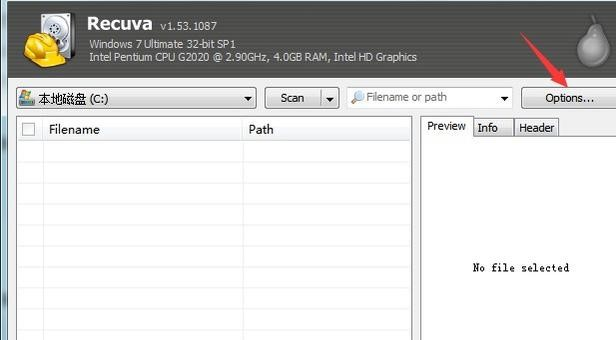 Recuva v1.53.1087
Windows 7 Ultimate 32-bit SP1
Intel Pentium CPU G2020 @ 2.90GHz, 4.0GB RAM, Intel HD Graphics
本地磁盘 (C:) Scan Filename or path Options...
Filename Path Preview Info Header
No file selected